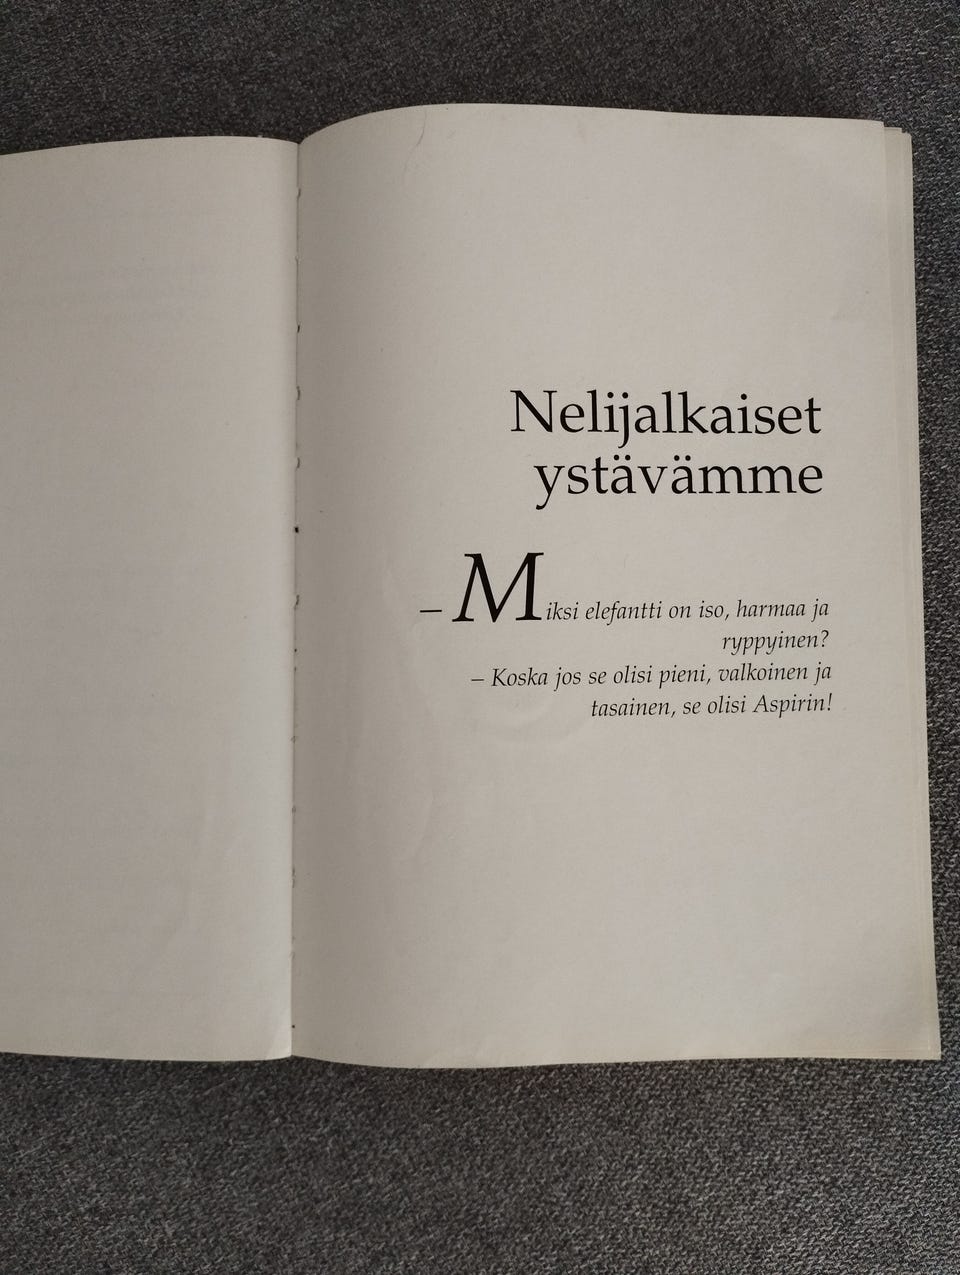 Nelijalkaiset
ystävämme
– Miksi elefantti on iso, harmaa ja
ryppyinen?
– Koska jos se olisi pieni, valkoinen ja
tasainen, se olisi Aspirin!